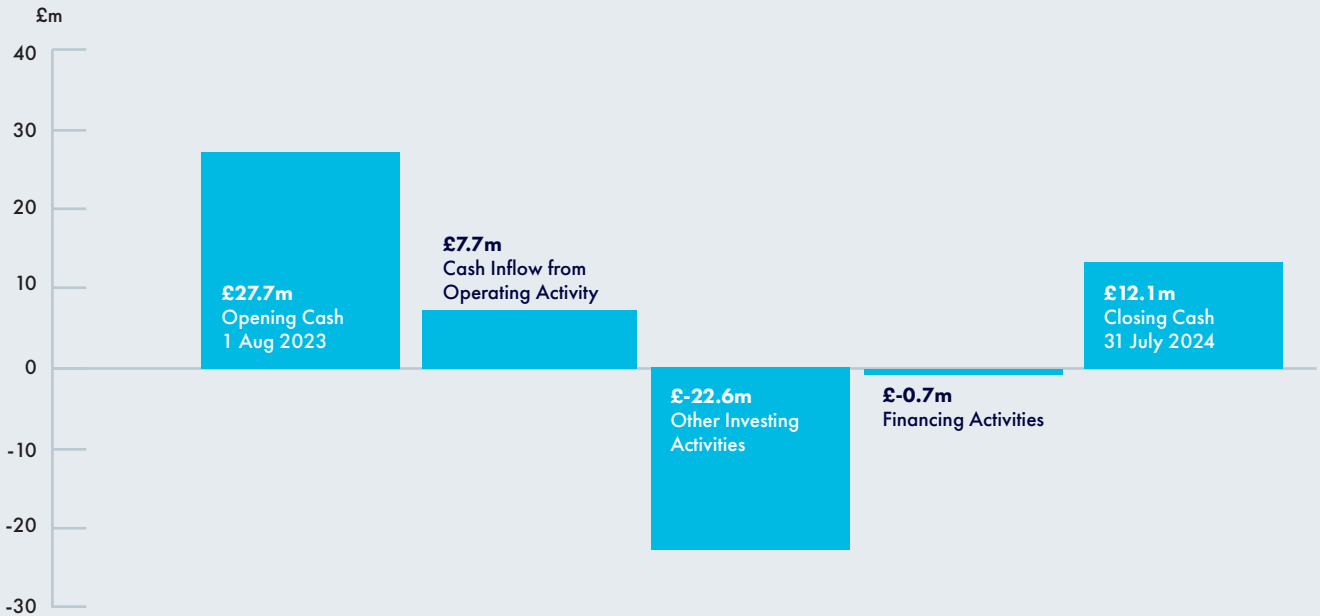 £m
40
30
20
10
0
-10
-20
-30
£27.7m
Opening Cash
1 Aug 2023
£7.7m
Cash Inflow from
Operating Activity
£-22.6m
Other Investing
Activities
£-0.7m
Financing Activities
£12.1m
Closing Cash
31 July 2024